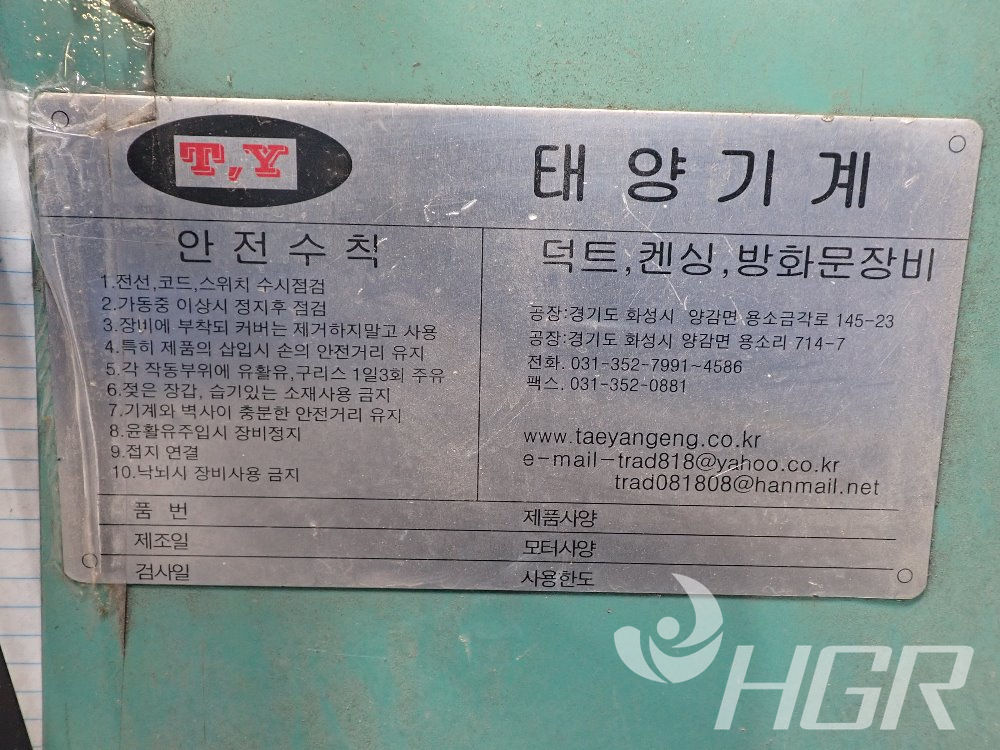 T,Y
태양기계
안전수칙
1.전선,코드,스위치 수시점검
2.가동중 이상시 정지후 점검
3.장비에 부착되 커버는 제거하지말고 사용
4.특히 제품의 삽입시 손의 안전거리 유지
5.각 작동부위에 유활유,구리스 1일3회 주유
6.젖은 장갑, 습기있는 소재사용 금지
7.기계와 벽사이 충분한 안전거리 유지
8.윤활유주입시 장비정지
9.접지 연결
10.낙뇌시 장비사용 금지
덕트,켄싱,방화문장비
공장:경기도 화성시 양감면 용소금각로 145-23
공장:경기도 화성시 양감면 용소리 714-7
전화. 031-352-7991~4586
팩스. 031-352-0881
www.taeyangeng.co.kr
e-mail-trad818@yahoo.co.kr
trad081808@hanmail.net
품 번
제품사양
제조일
모터사양
검사일
사용한도
HGR